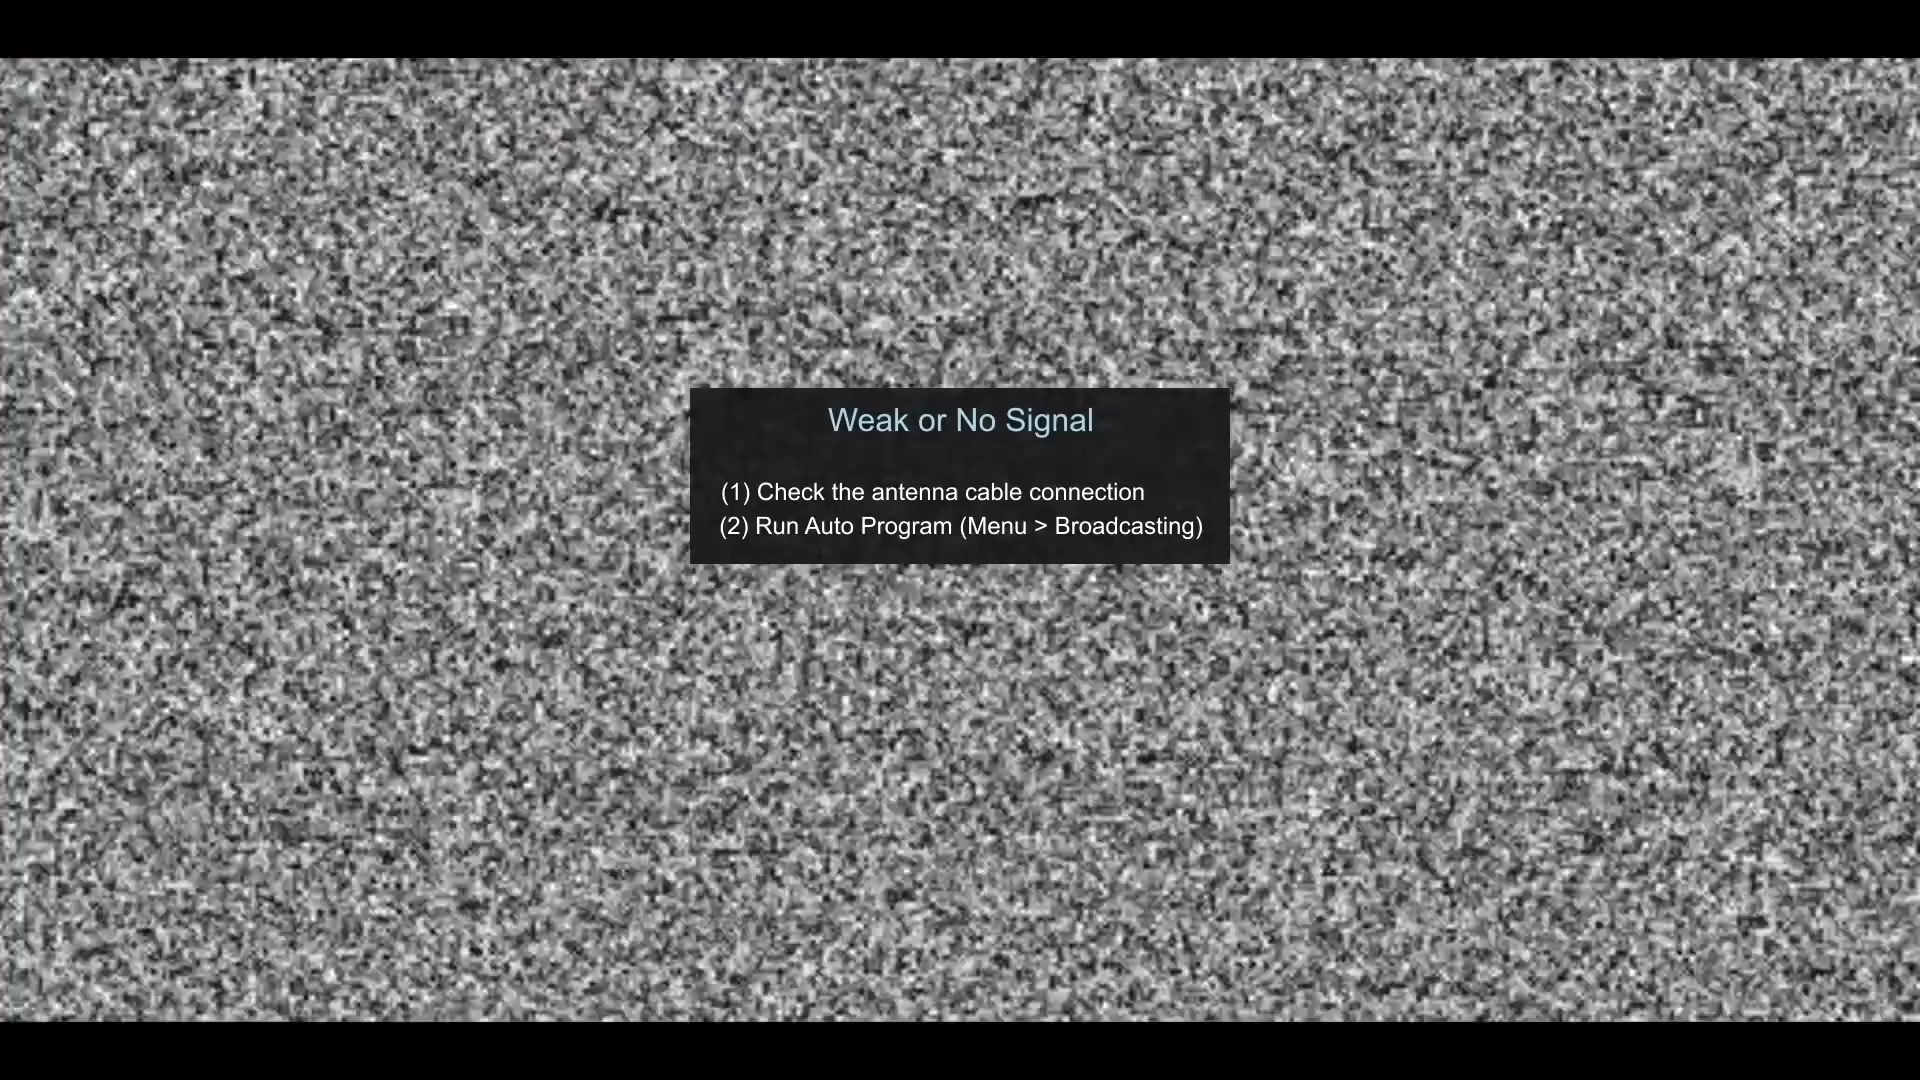 Weak or No Signal
(1) Check the antenna cable connection
(2) Run Auto Program (Menu > Broadcasting)